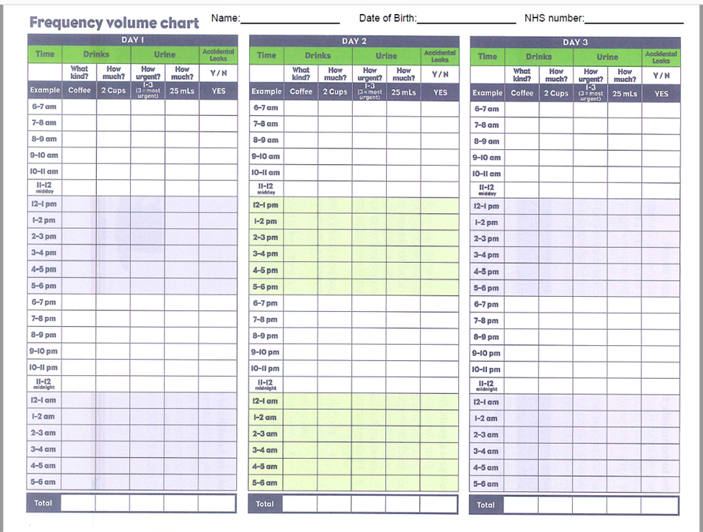 Frequency volume chart Name: Date of Birth: NHS number:
DAY 1 DAY 2 DAY 3
Time Drinks Urine Accidental Leaks Time Drinks Urine Accidental Leaks Time Drinks Urine Accidental Leaks
What kind? How much? How urgent? How much? Y / N What kind? How much? How urgent? How much? Y / N What kind? How much? How urgent? How much? Y / N
Example Coffee 2 Cups 1-3 (3 = most urgent) 25 mLs YES Example Coffee 2 Cups 1-3 (3 = most urgent) 25 mLs YES Example Coffee 2 Cups 1-3 (3 = most urgent) 25 mLs YES
6-7 am 6-7 am 6-7 am
7-8 am 7-8 am 7-8 am
8-9 am 8-9 am 8-9 am
9-10 am 9-10 am 9-10 am
10-11 am 10-11 am 10-11 am
11-12 midday 11-12 midday 11-12 midday
12-1 pm 12-1 pm 12-1 pm
1-2 pm 1-2 pm 1-2 pm
2-3 pm 2-3 pm 2-3 pm
3-4 pm 3-4 pm 3-4 pm
4-5 pm 4-5 pm 4-5 pm
5-6 pm 5-6 pm 5-6 pm
6-7 pm 6-7 pm 6-7 pm
7-8 pm 7-8 pm 7-8 pm
8-9 pm 8-9 pm 8-9 pm
9-10 pm 9-10 pm 9-10 pm
10-11 pm 10-11 pm 10-11 pm
11-12 midnight 11-12 midnight 11-12 midnight
12-1 am 12-1 am 12-1 am
1-2 am 1-2 am 1-2 am
2-3 am 2-3 am 2-3 am
3-4 am 3-4 am 3-4 am
4-5 am 4-5 am 4-5 am
5-6 am 5-6 am 5-6 am
Total Total Total